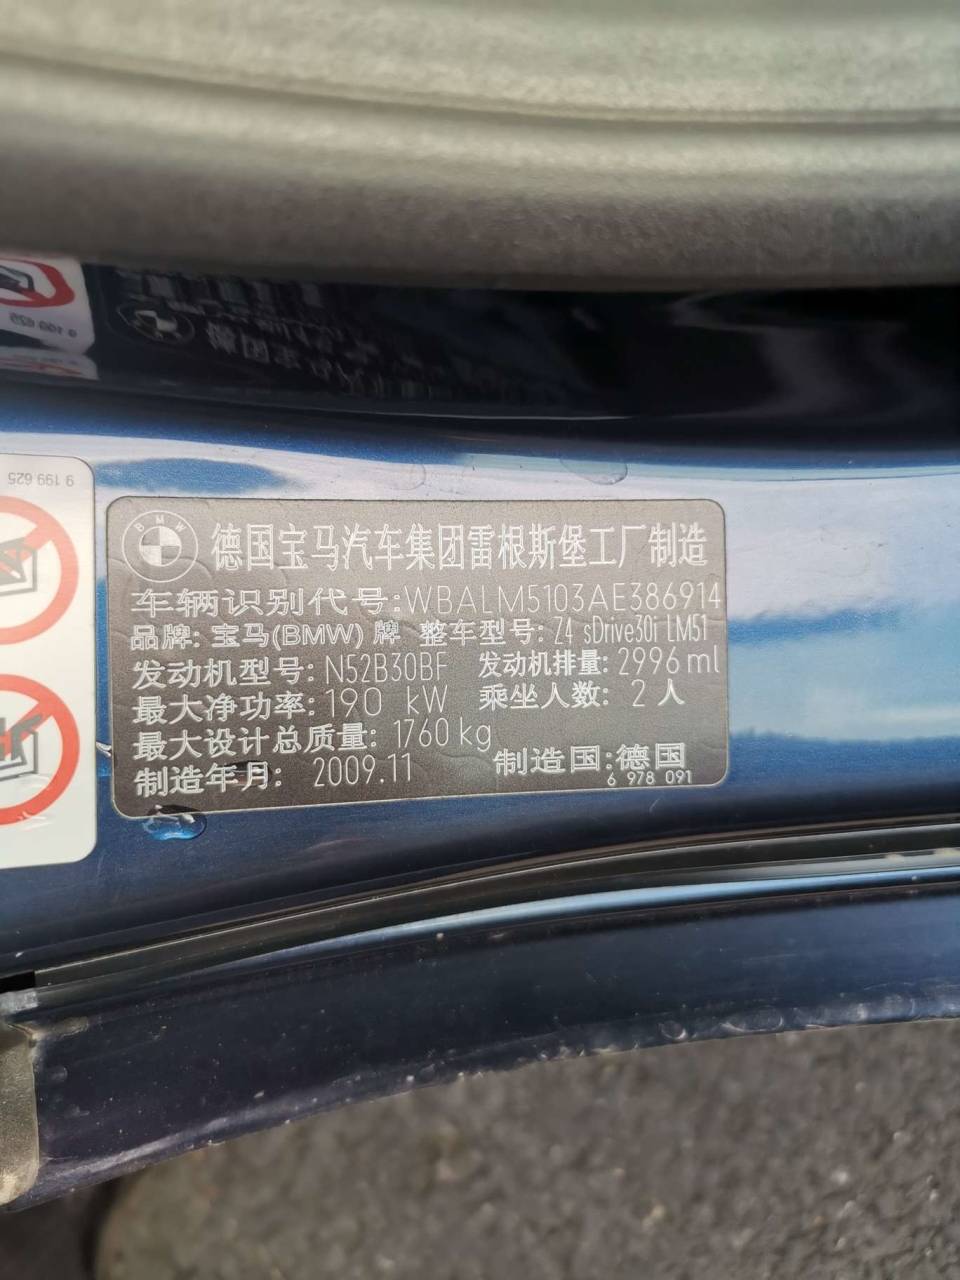 9 199 625
BMW
德国宝马汽车集团雷根斯堡工厂制造
车辆识别代号:WBALM5103AE386914
品牌: 宝马(BMW) 牌 整车型号: Z4 sDrive30i LM51
发动机型号: N52B30BF 发动机排量: 2996 ml
最大净功率: 190 kW 乘坐人数: 2 人
最大设计总质量: 1760 kg
制造年月: 2009.11 制造国: 德国
6 978 091